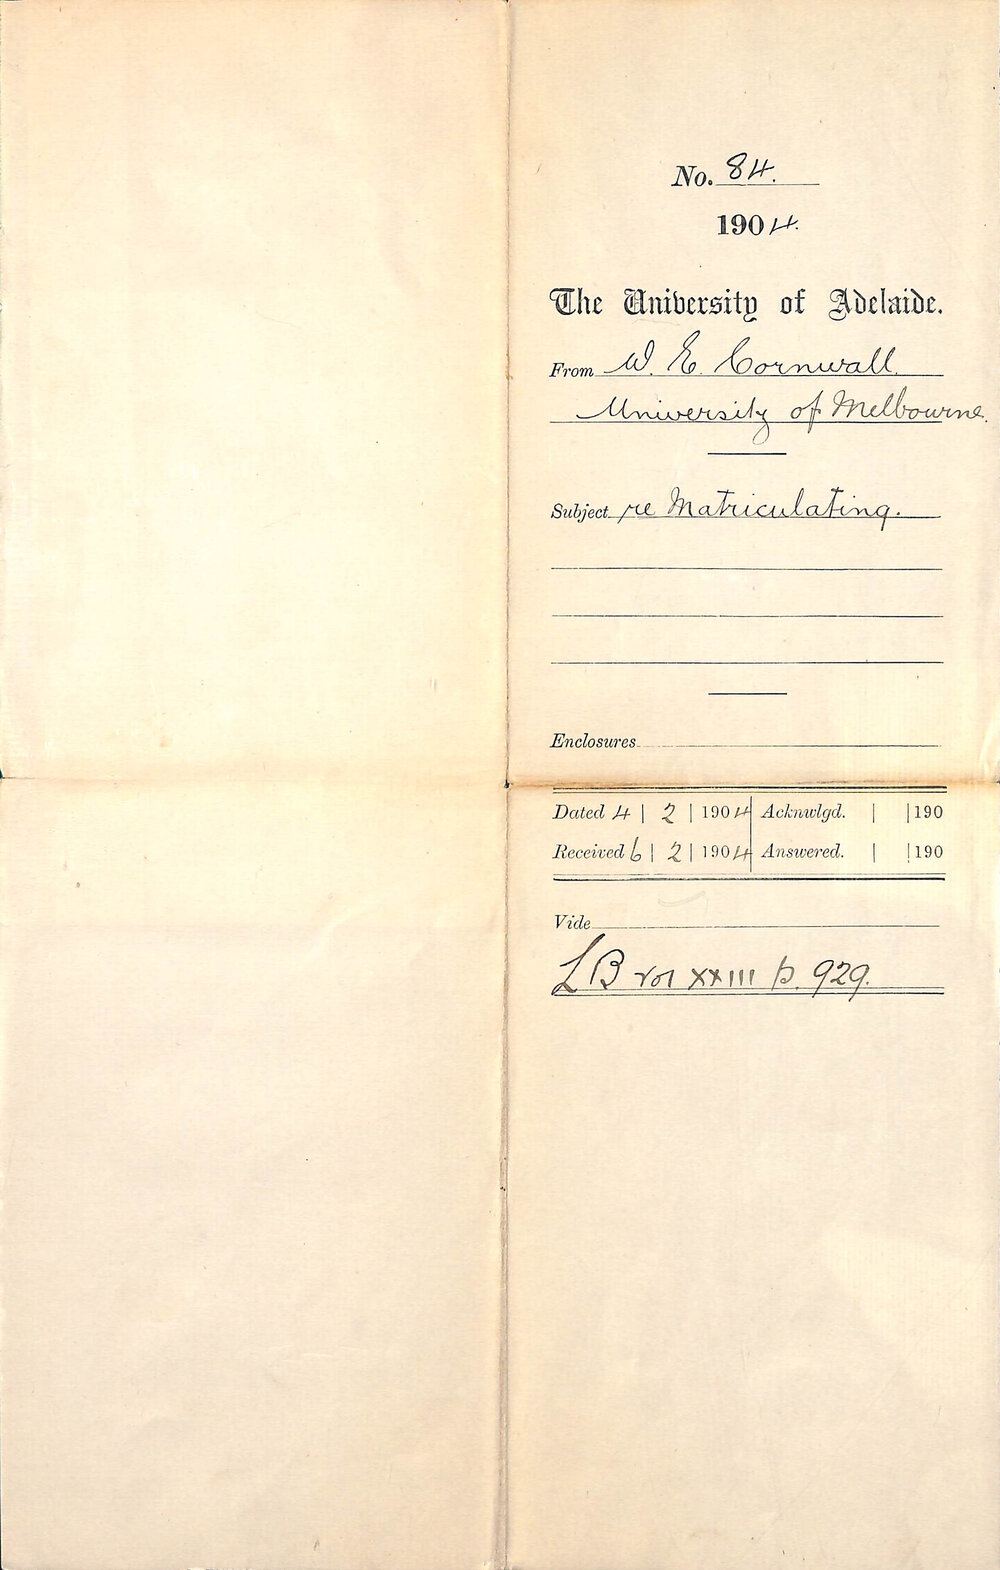 No. 84.
1904.
The University of Adelaide.
From W. E. Cornwall.
University of Melbourne.
Subject re Matriculating.
Enclosures
Dated 4 | 2 | 1904 Acknwlgd. | | 190
Received 6 | 2 | 1904 Answered. | | 190
Vide
LB vol xxiii p. 929.